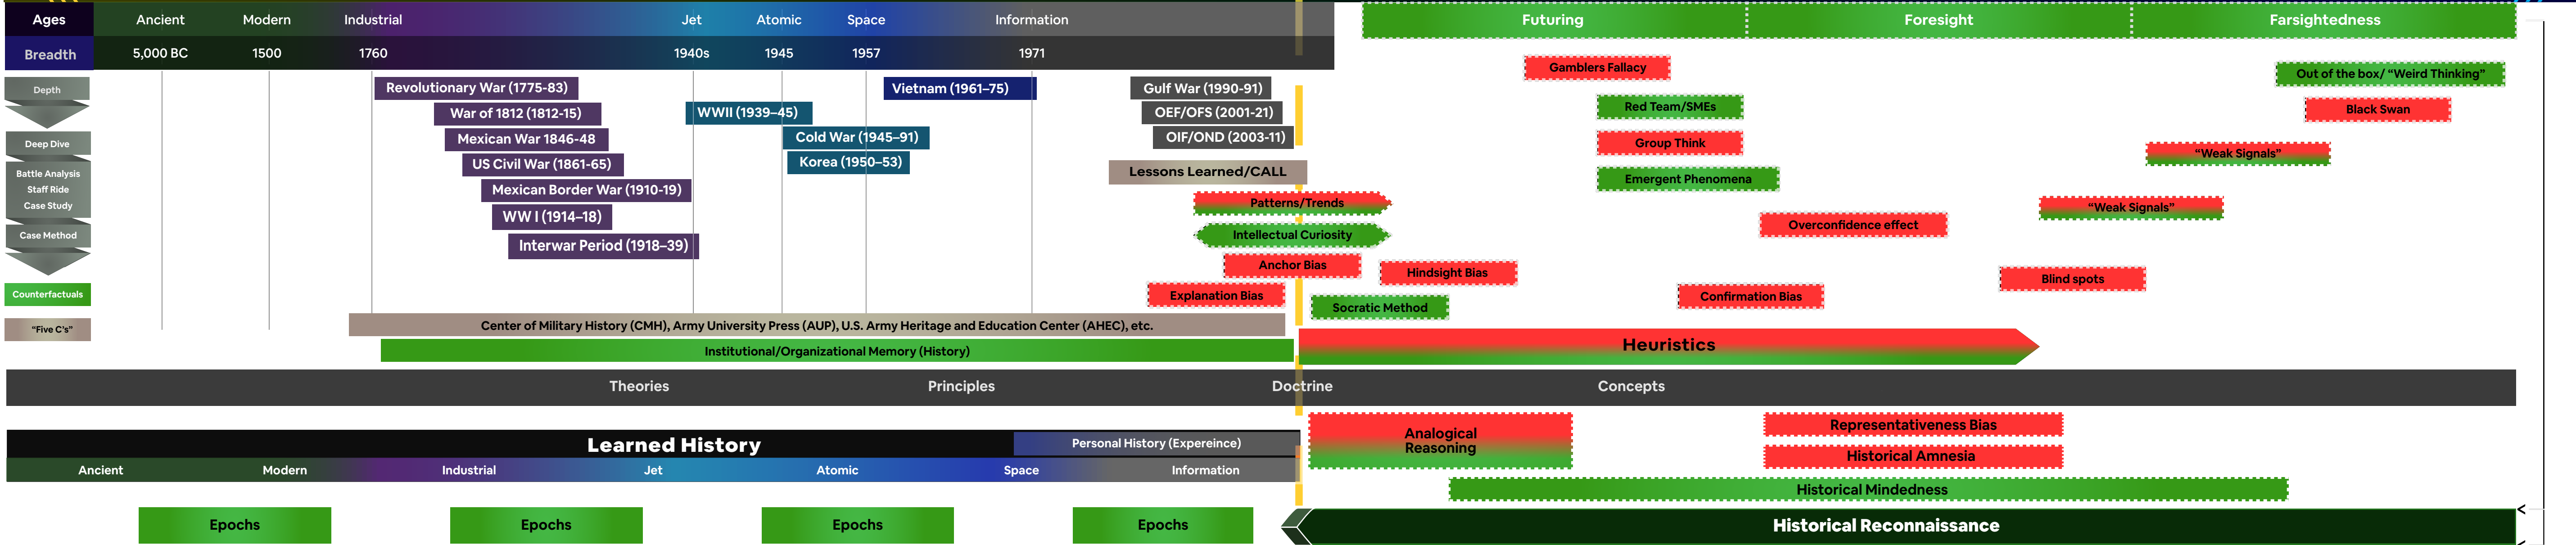 Ages Ancient Modern Industrial Jet Atomic Space Information
Futuring Foresight Farsightedness
Breadth 5,000 BC 1500 1760 1940s 1945 1957 1971
Depth
Deep Dive
Battle Analysis
Staff Ride
Case Study
Case Method
Counterfactuals
"Five C's"
Revolutionary War (1775-83)
War of 1812 (1812-15)
Mexican War 1846-48
US Civil War (1861-65)
Mexican Border War (1910-19)
WW I (1914–18)
Interwar Period (1918–39)
WWII (1939–45)
Cold War (1945–91)
Korea (1950–53)
Vietnam (1961–75)
Gulf War (1990-91)
OEF/OFS (2001-21)
OIF/OND (2003-11)
Lessons Learned/CALL
Patterns/Trends
Intellectual Curiosity
Anchor Bias
Explanation Bias
Hindsight Bias
Socratic Method
Gamblers Fallacy
Red Team/SMEs
Group Think
Emergent Phenomena
Overconfidence effect
Confirmation Bias
Out of the box/ “Weird Thinking”
Black Swan
“Weak Signals”
“Weak Signals”
Blind spots
Center of Military History (CMH), Army University Press (AUP), U.S. Army Heritage and Education Center (AHEC), etc.
Institutional/Organizational Memory (History)
Heuristics
Theories Principles Doctrine Concepts
Learned History
Personal History (Expereince)
Ancient Modern Industrial Jet Atomic Space Information
Analogical
Reasoning
Representativeness Bias
Historical Amnesia
Historical Mindedness
Epochs Epochs Epochs Epochs
Historical Reconnaissance